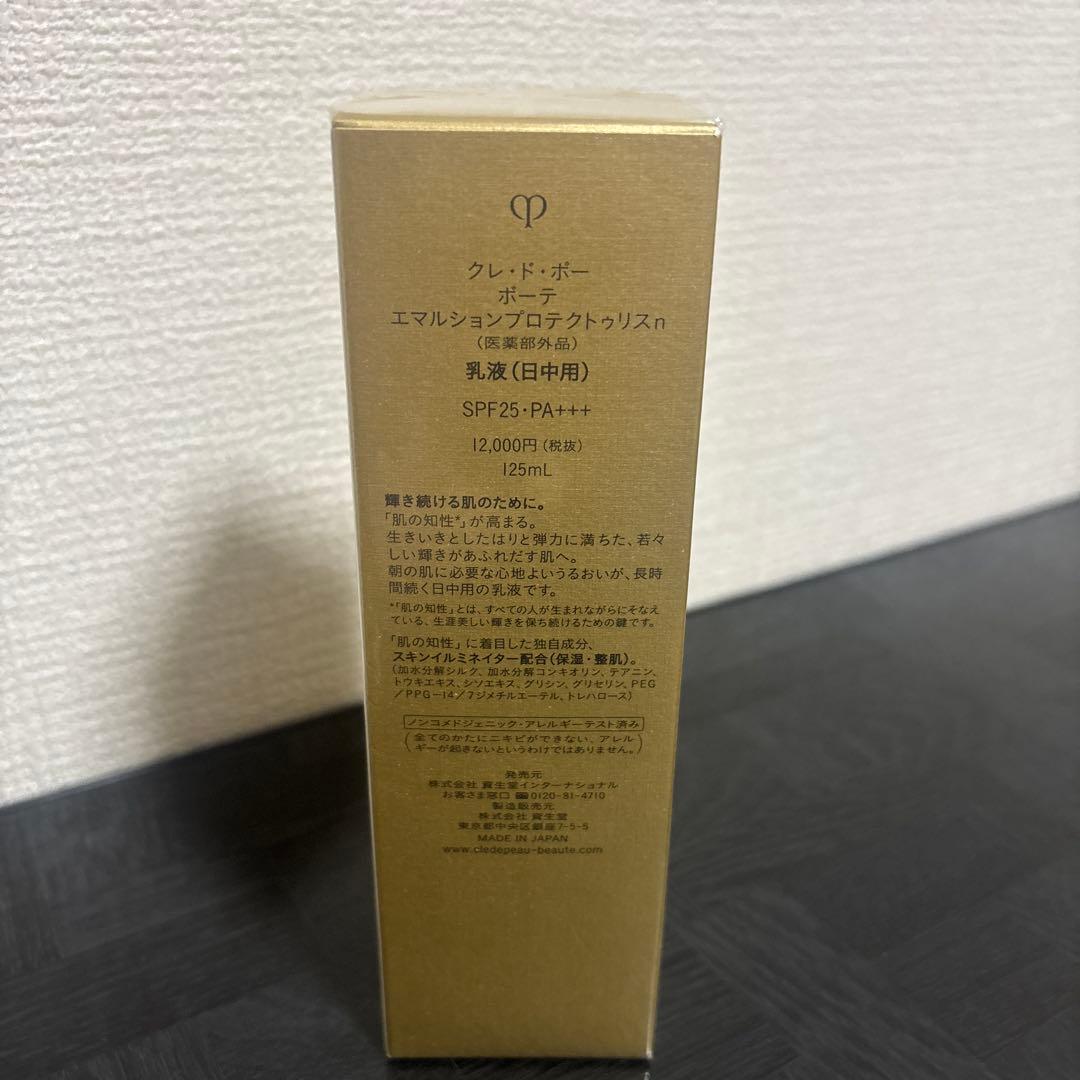 クレ・ド・ポー
ボーテ
エマルションプロテクトゥリスn
(医薬部外品)
乳液(日中用)
SPF25・PA+++
12,000円(税抜)
125mL
輝き続ける肌のために。
「肌の知性*」が高まる。
生きいきとしたはりと弾力に満ちた、若々
しい輝きがあふれだす肌へ。
朝の肌に必要な心地よいうるおいが、長時
間続く日中用の乳液です。
*「肌の知性」とは、すべての人が生まれながらにそなえ
ている、生涯美しい輝きを保ち続けるための鍵です。
「肌の知性」に着目した独自成分、
スキンイルミネイター配合(保湿・整肌)。
(加水分解シルク、加水分解コンキオリン、テアニン、
トウキエキス、シソエキス、グリシン、グリセリン、PEG
/PPG-14/7ジメチルエーテル、トレハロース)
ノンコメドジェニック・アレルギーテスト済み
(全てのかたにニキビができない、アレル
ギーが起きないというわけではありません。)
発売元
株式会社 資生堂インターナショナル
お客さま窓口 ☎0120-81-4710
製造販売元
株式会社 資生堂
東京都中央区銀座7-5-5
MADE IN JAPAN
www.cledepeau-beaute.com